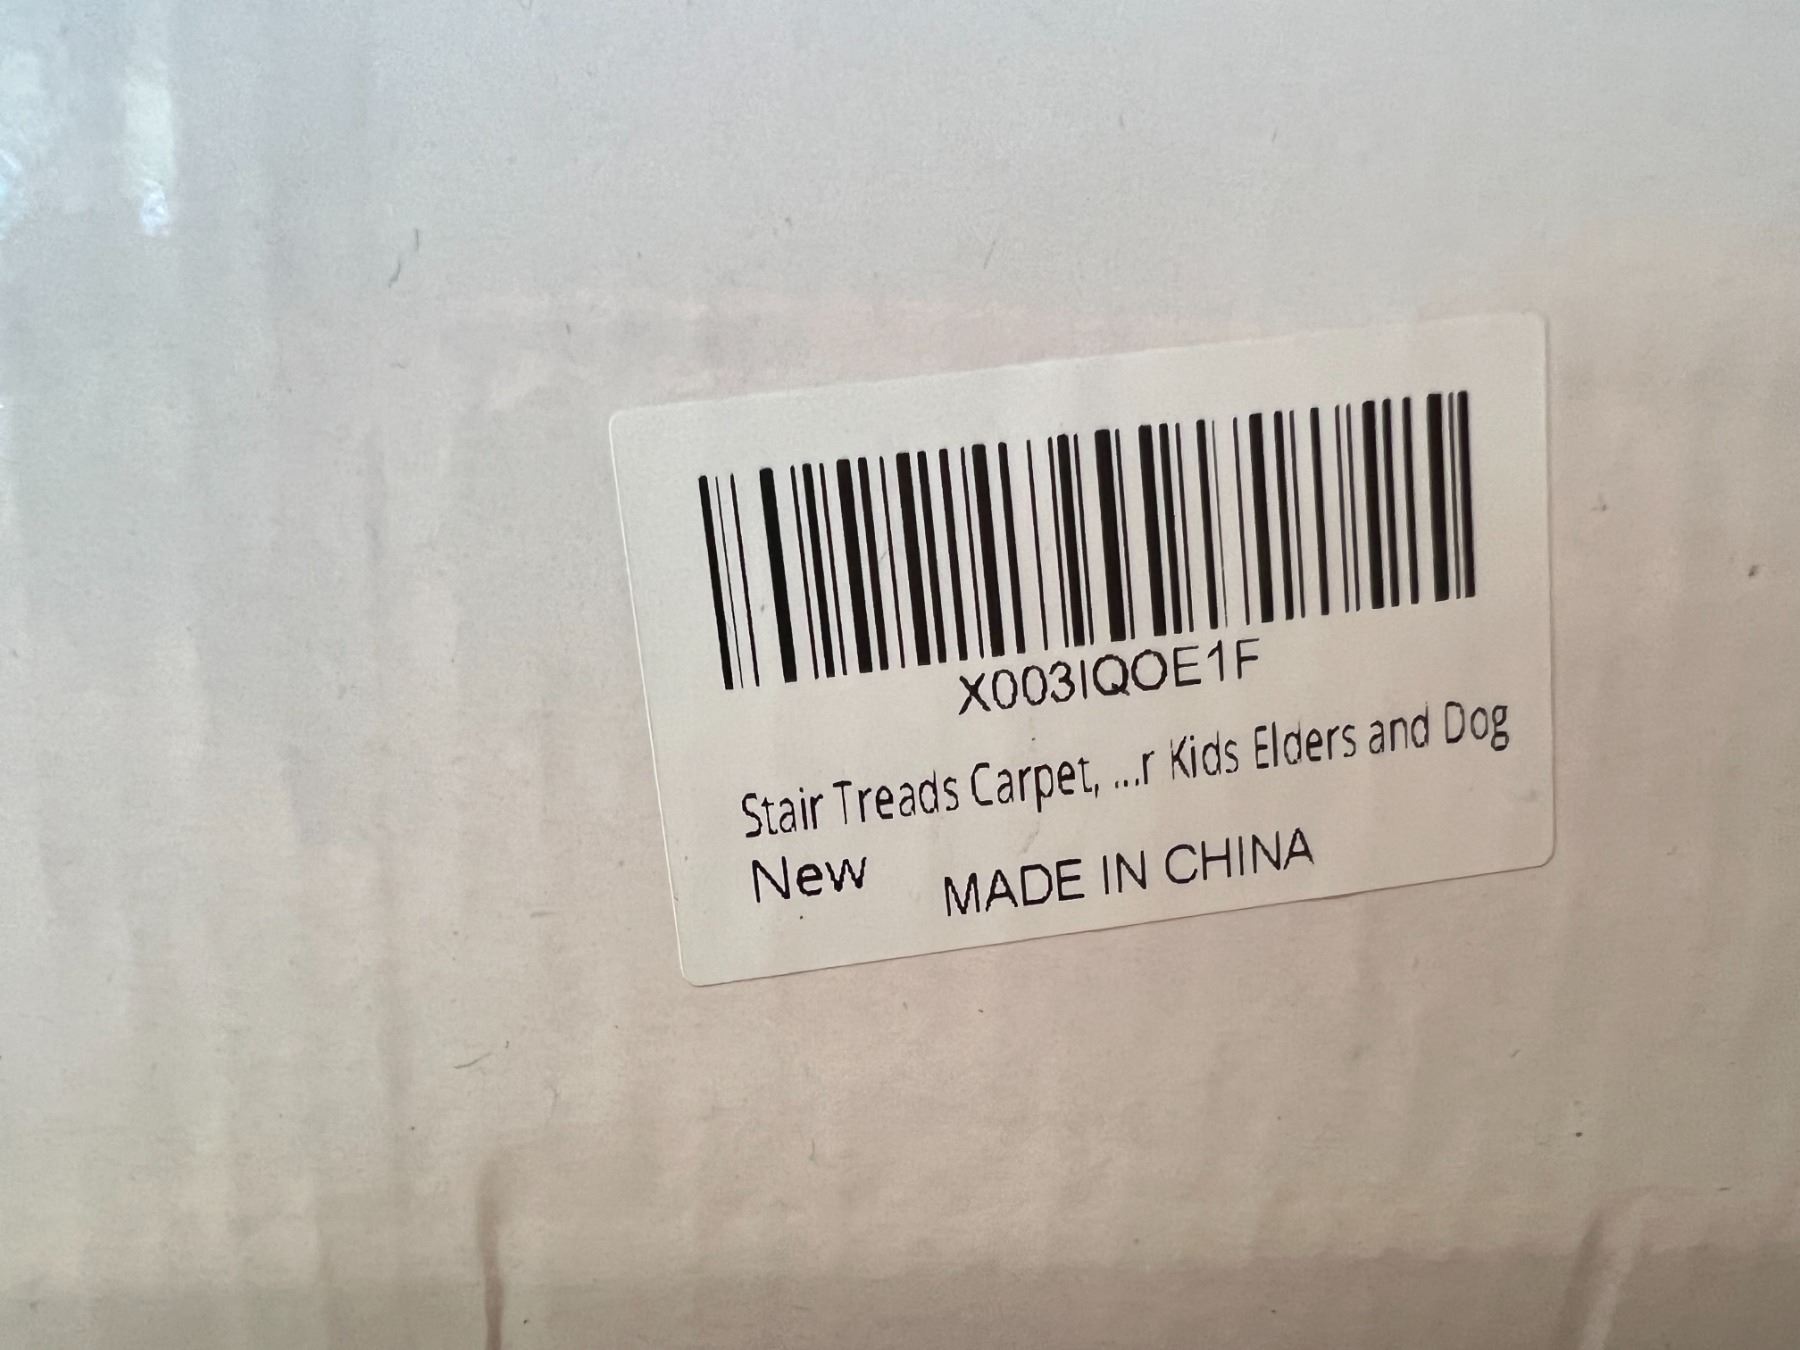 X003IQOE1F
Stair Treads Carpet, ...r Kids Elders and Dog
New MADE IN CHINA